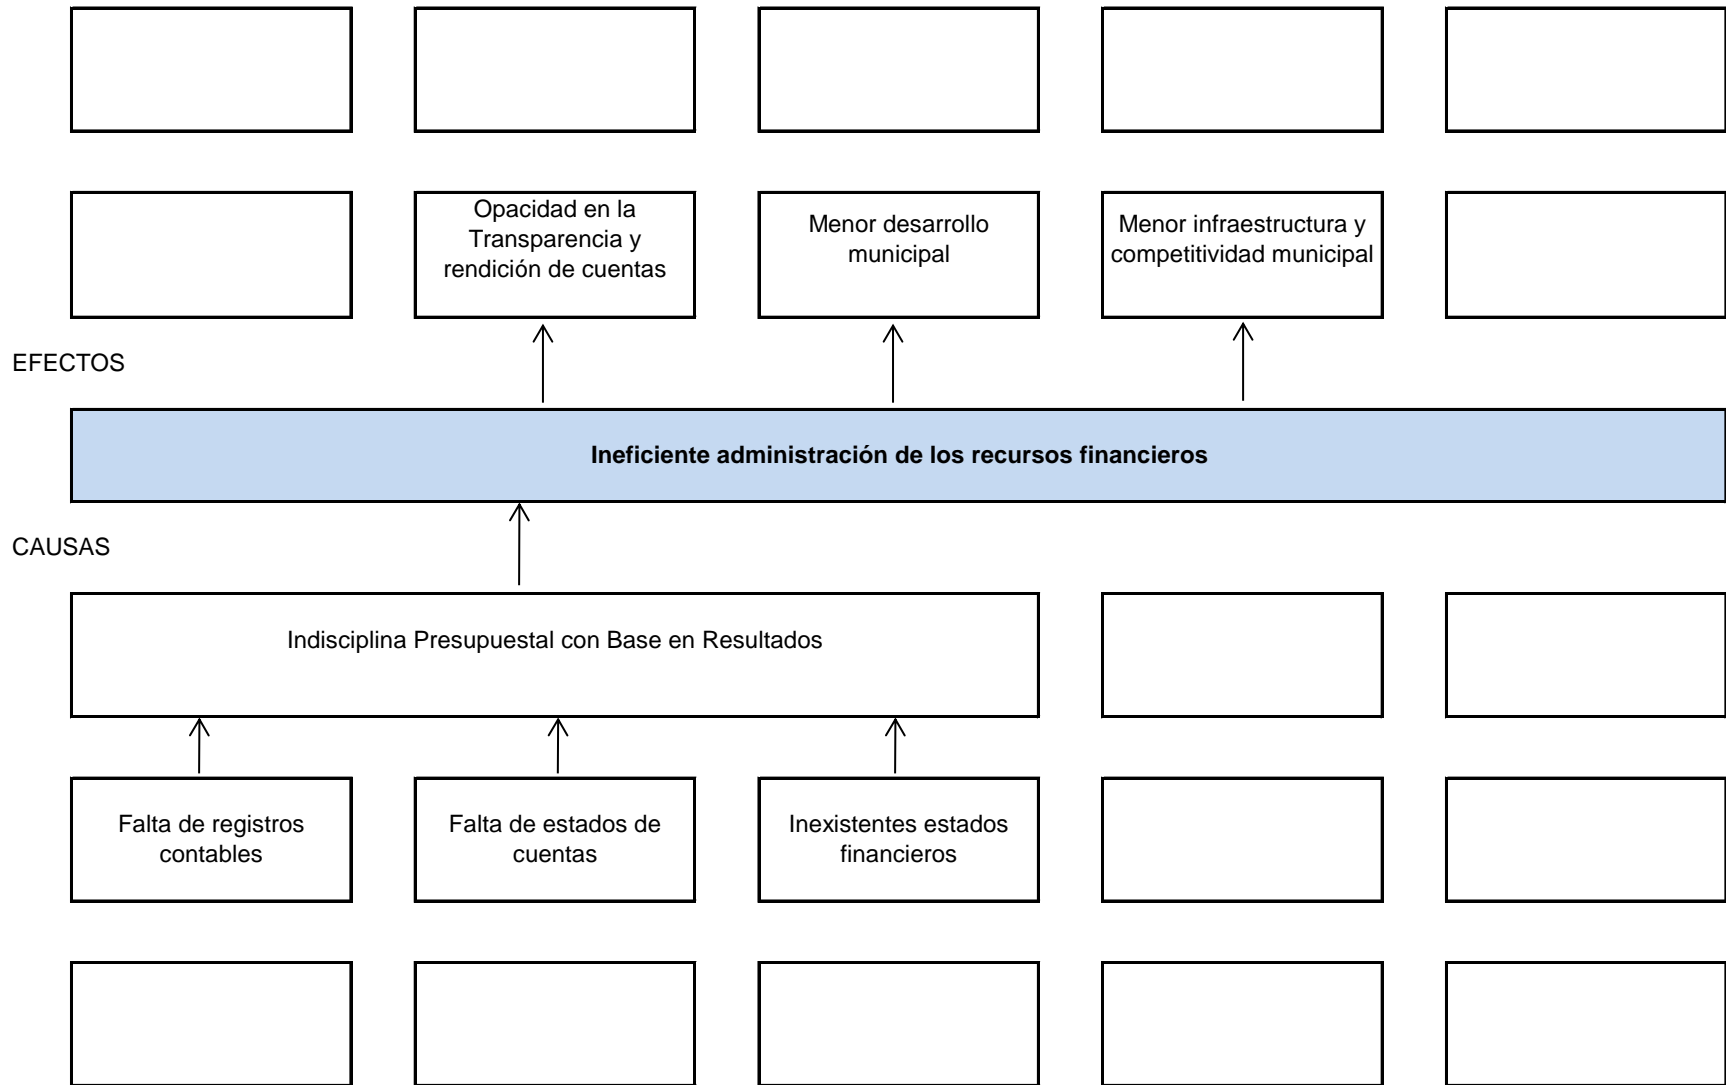 Opacidad en la
Transparencia y
rendición de cuentas
Menor desarrollo
municipal
Menor infraestructura y
competitividad municipal
EFECTOS
Ineficiente administración de los recursos financieros
CAUSAS
Indisciplina Presupuestal con Base en Resultados
Falta de registros
contables
Falta de estados de
cuentas
Inexistentes estados
financieros